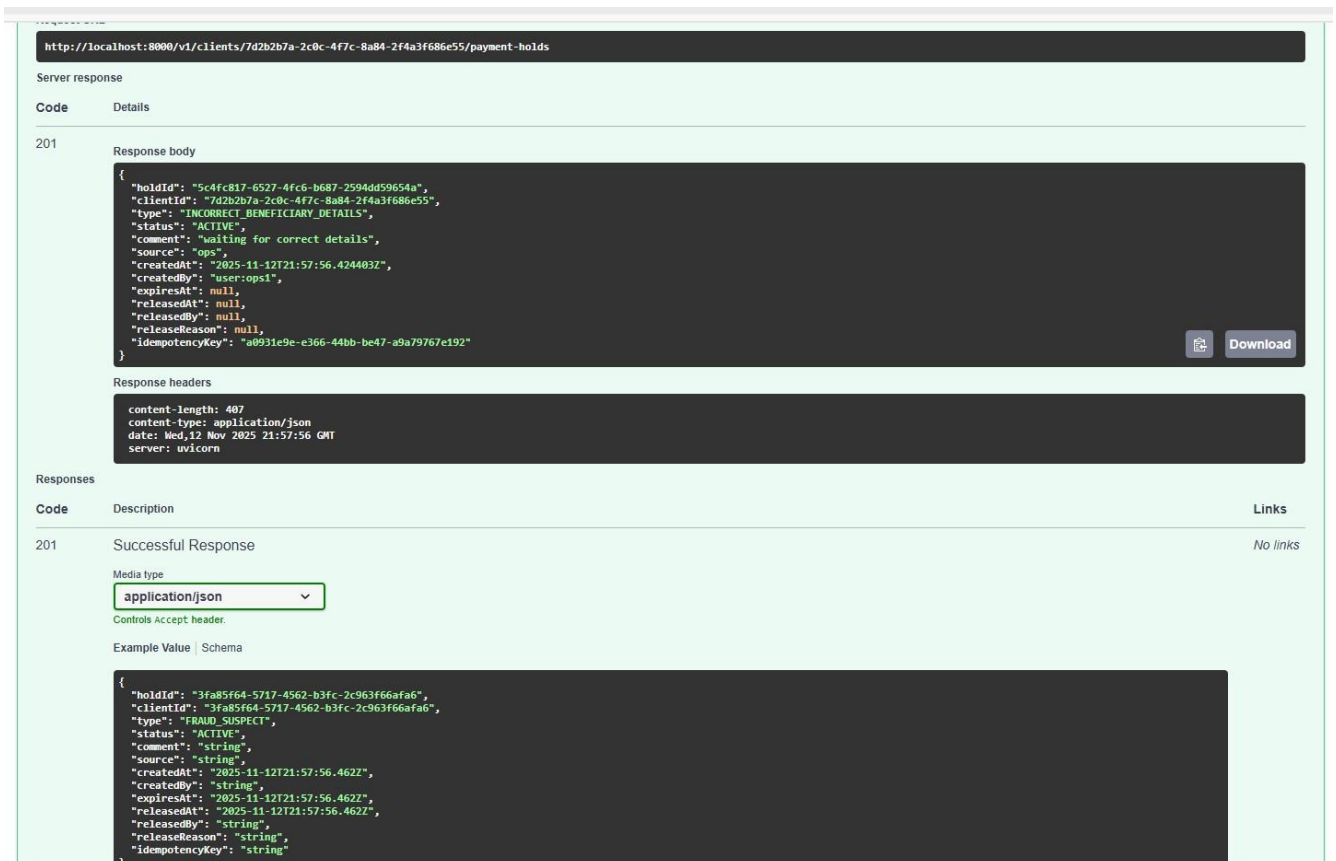 http://localhost:8000/v1/clients/7d2b2b7a-2c0c-4f7c-8a84-2f4a3f686e55/payment-holds
Server response
Code Details
201
Response body
{
"holdId": "5c4fc817-6527-4fc6-b687-2594dd59654a",
"clientId": "7d2b2b7a-2c0c-4f7c-8a84-2f4a3f686e55",
"type": "INCORRECT_BENEFICIARY_DETAILS",
"status": "ACTIVE",
"comment": "waiting for correct details",
"source": "ops",
"createdAt": "2025-11-12T21:57:56.424403Z",
"createdBy": "user:ops1",
"expiresAt": null,
"releasedAt": null,
"releasedBy": null,
"releaseReason": null,
"idempotencyKey": "a0931e9e-e366-44bb-be47-a9a79767e192"
}
Download
Response headers
content-length: 407
content-type: application/json
date: Wed,12 Nov 2025 21:57:56 GMT
server: uvicorn
Responses
Code Description Links
201 Successful Response No links
Media type
application/json
Controls Accept header.
Example Value | Schema
{
"holdId": "3fa85f64-5717-4562-b3fc-2c963f66afa6",
"clientId": "3fa85f64-5717-4562-b3fc-2c963f66afa6",
"type": "FRAUD_SUSPECT",
"status": "ACTIVE",
"comment": "string",
"source": "string",
"createdAt": "2025-11-12T21:57:56.462Z",
"createdBy": "string",
"expiresAt": "2025-11-12T21:57:56.462Z",
"releasedAt": "2025-11-12T21:57:56.462Z",
"releasedBy": "string",
"releaseReason": "string",
"idempotencyKey": "string"
}